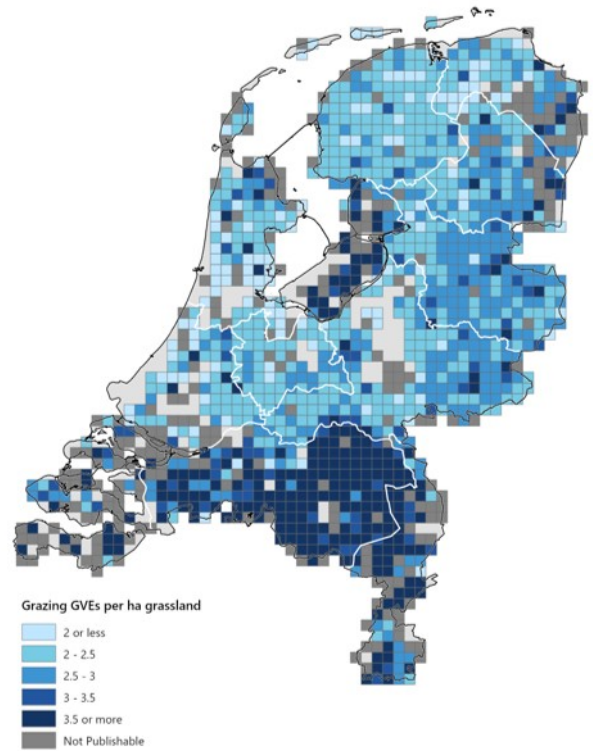 Grazing GVEs per ha grassland
2 or less
2 - 2.5
2.5 - 3
3 - 3.5
3.5 or more
Not Publishable